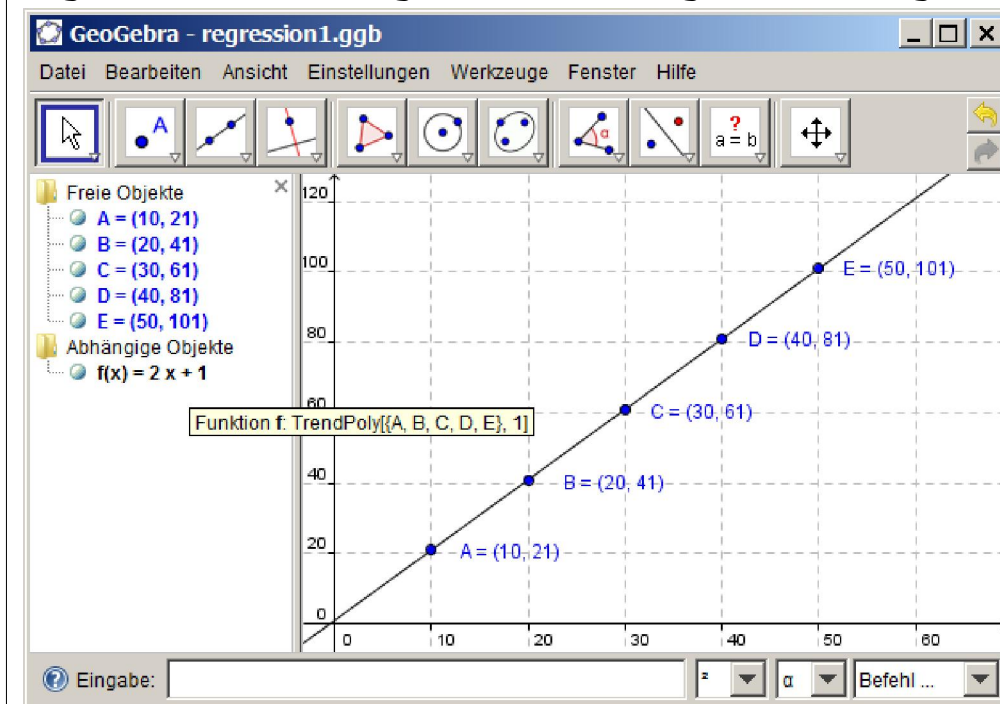 GeoGebra - regression1.ggb
Datei Bearbeiten Ansicht Einstellungen Werkzeuge Fenster Hilfe
A
α
?
a = b
Freie Objekte
A = (10, 21)
B = (20, 41)
C = (30, 61)
D = (40, 81)
E = (50, 101)
Abhängige Objekte
f(x) = 2 x + 1
Funktion f: TrendPoly[{A, B, C, D, E}, 1]
120
100
80
60
40
20
0
0 10 20 30 40 50 60
E = (50, 101)
D = (40, 81)
C = (30, 61)
B = (20, 41)
A = (10, 21)
Eingabe: ² α Befehl ...